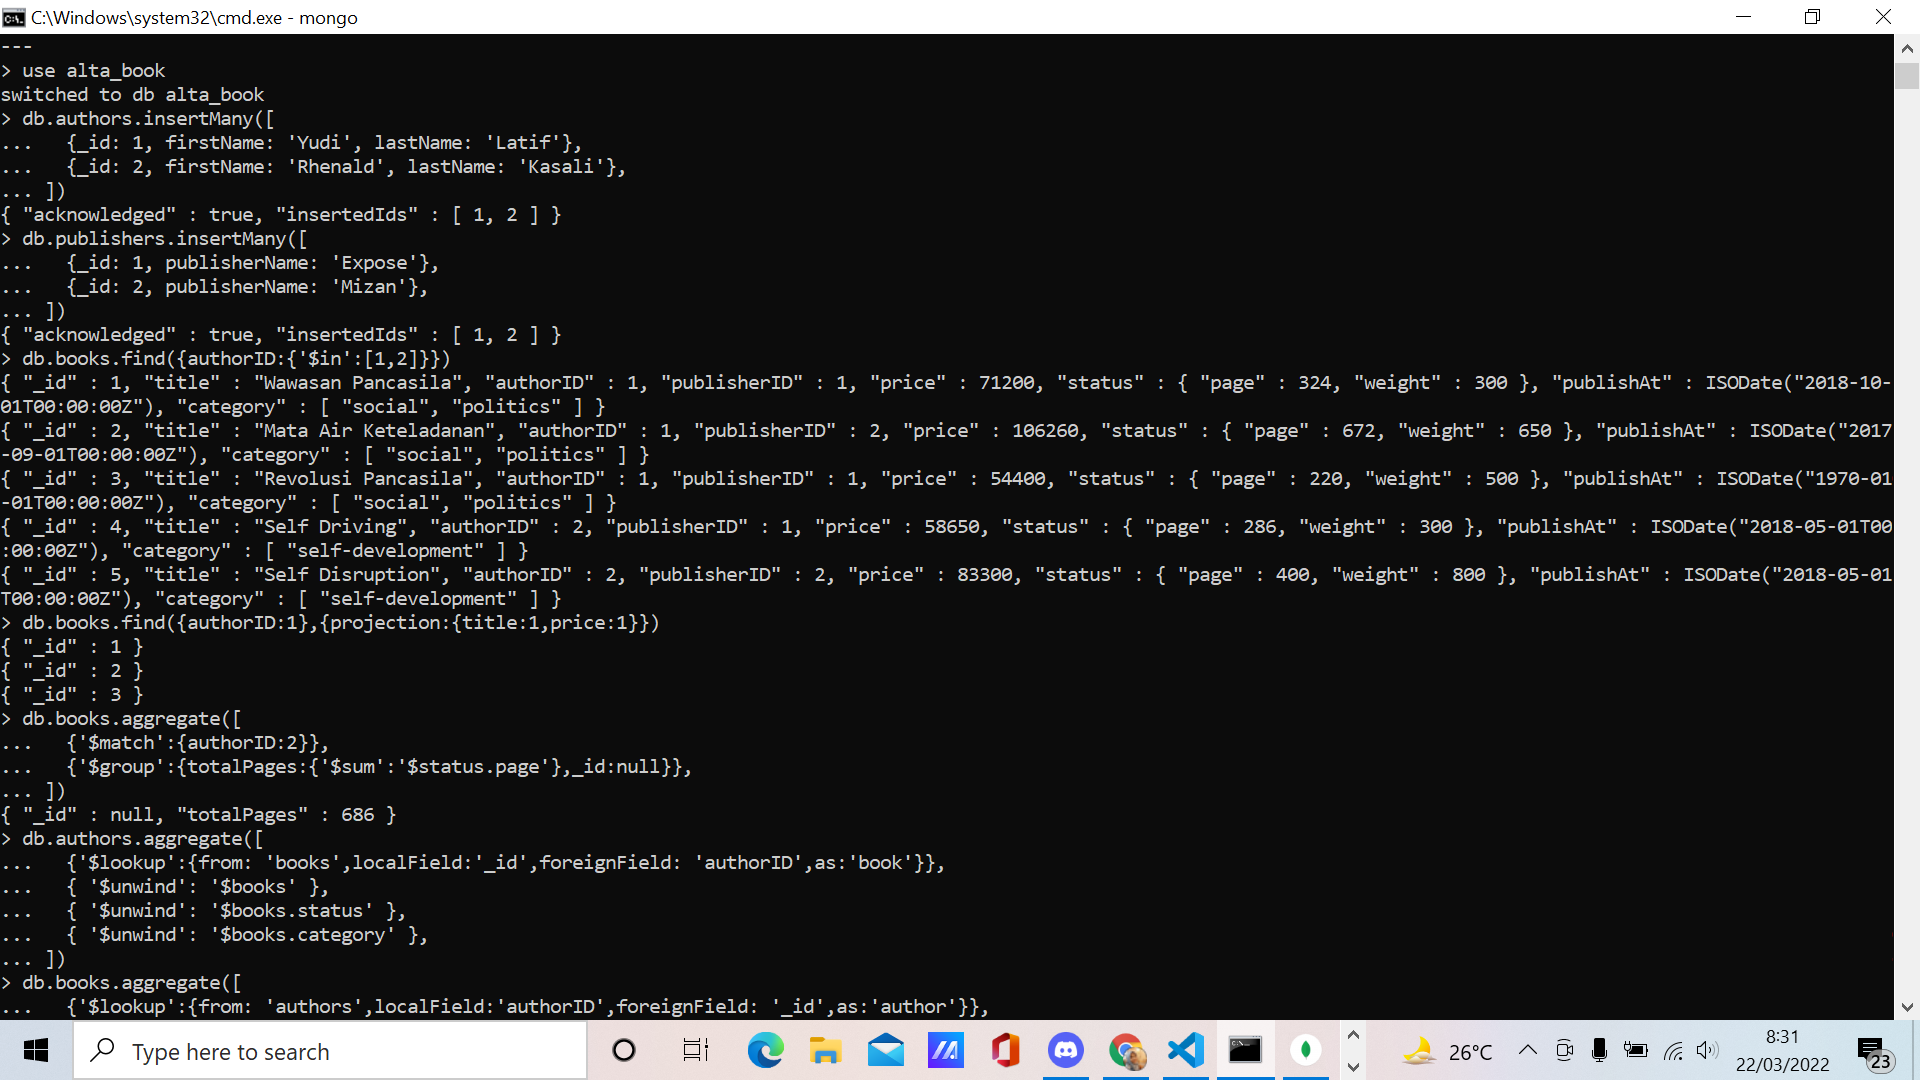 C:\Windows\system32\cmd.exe - mongo
---
> use alta_book
switched to db alta_book
> db.authors.insertMany([
...   {_id: 1, firstName: 'Yudi', lastName: 'Latif'},
...   {_id: 2, firstName: 'Rhenald', lastName: 'Kasali'},
... ])
{ "acknowledged" : true, "insertedIds" : [ 1, 2 ] }
> db.publishers.insertMany([
...   {_id: 1, publisherName: 'Expose'},
...   {_id: 2, publisherName: 'Mizan'},
... ])
{ "acknowledged" : true, "insertedIds" : [ 1, 2 ] }
> db.books.find({authorID:{'$in':[1,2]}})
{ "_id" : 1, "title" : "Wawasan Pancasila", "authorID" : 1, "publisherID" : 1, "price" : 71200, "status" : { "page" : 324, "weight" : 300 }, "publishAt" : ISODate("2018-10-
01T00:00:00Z"), "category" : [ "social", "politics" ] }
{ "_id" : 2, "title" : "Mata Air Keteladanan", "authorID" : 1, "publisherID" : 2, "price" : 106260, "status" : { "page" : 672, "weight" : 650 }, "publishAt" : ISODate("2017
-09-01T00:00:00Z"), "category" : [ "social", "politics" ] }
{ "_id" : 3, "title" : "Revolusi Pancasila", "authorID" : 1, "publisherID" : 1, "price" : 54400, "status" : { "page" : 220, "weight" : 500 }, "publishAt" : ISODate("1970-01
-01T00:00:00Z"), "category" : [ "social", "politics" ] }
{ "_id" : 4, "title" : "Self Driving", "authorID" : 2, "publisherID" : 1, "price" : 58650, "status" : { "page" : 286, "weight" : 300 }, "publishAt" : ISODate("2018-05-01T00
:00:00Z"), "category" : [ "self-development" ] }
{ "_id" : 5, "title" : "Self Disruption", "authorID" : 2, "publisherID" : 2, "price" : 83300, "status" : { "page" : 400, "weight" : 800 }, "publishAt" : ISODate("2018-05-01
T00:00:00Z"), "category" : [ "self-development" ] }
> db.books.find({authorID:1},{projection:{title:1,price:1}})
{ "_id" : 1 }
{ "_id" : 2 }
{ "_id" : 3 }
> db.books.aggregate([
...   {'$match':{authorID:2}},
...   {'$group':{totalPages:{'$sum':'$status.page'},_id:null}},
... ])
{ "_id" : null, "totalPages" : 686 }
> db.authors.aggregate([
...   {'$lookup':{from: 'books',localField:'_id',foreignField: 'authorID',as:'book'}},
...   { '$unwind': '$books' },
...   { '$unwind': '$books.status' },
...   { '$unwind': '$books.category' },
... ])
> db.books.aggregate([
...   {'$lookup':{from: 'authors',localField:'authorID',foreignField: '_id',as:'author'}},
Type here to search
26°C
8:31
22/03/2022
23